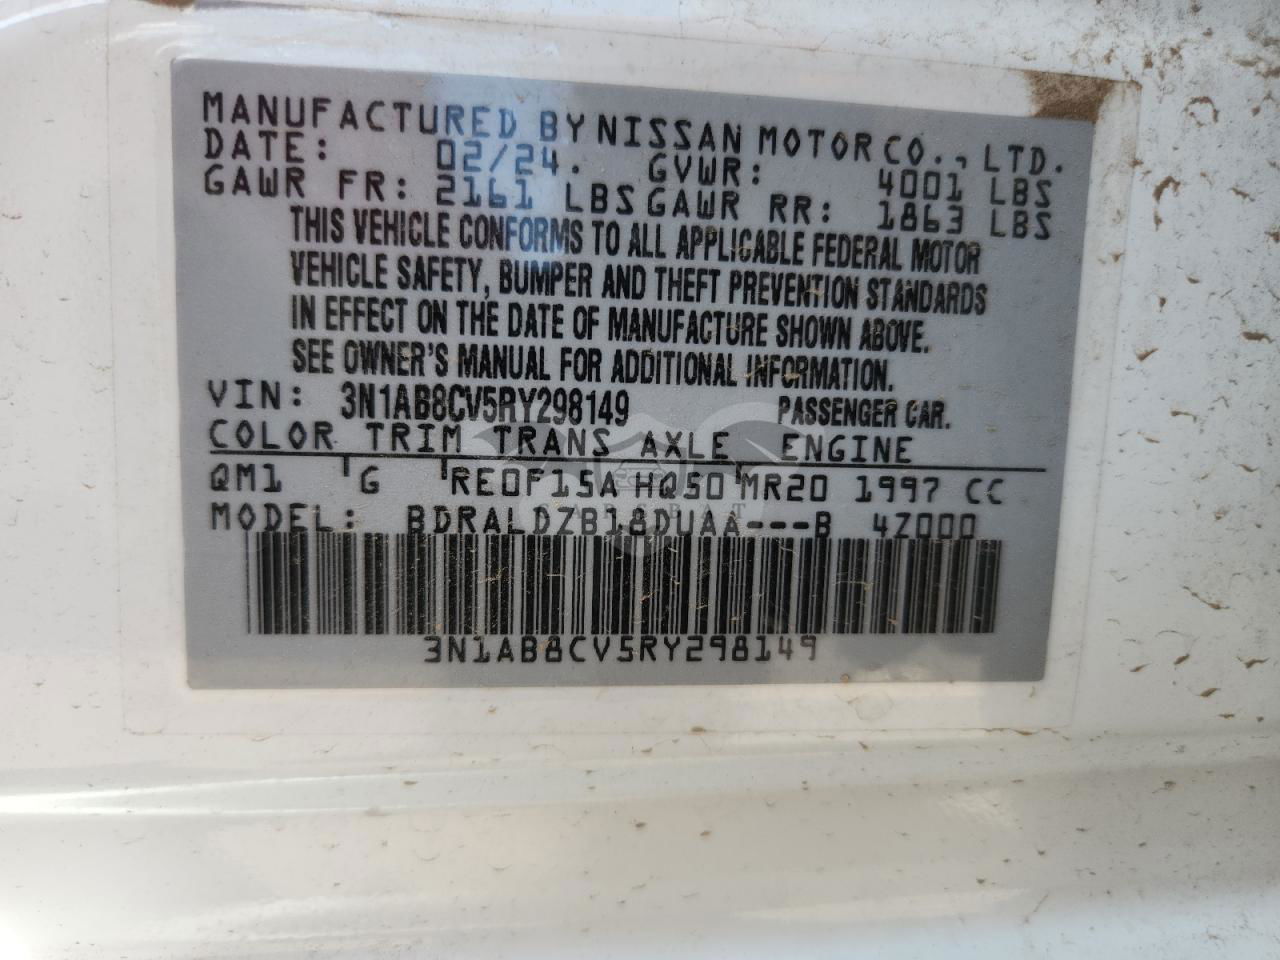 MANUFACTURED BY NISSAN MOTOR CO., LTD.
DATE: 02/24. GVWR: 4001 LBS
GAWR FR: 2161 LBS GAWR RR: 1863 LBS
THIS VEHICLE CONFORMS TO ALL APPLICABLE FEDERAL MOTOR
VEHICLE SAFETY, BUMPER AND THEFT PREVENTION STANDARDS
IN EFFECT ON THE DATE OF MANUFACTURE SHOWN ABOVE.
SEE OWNER'S MANUAL FOR ADDITIONAL INFORMATION.
VIN: 3N1AB8CV5RY298149 PASSENGER CAR.
COLOR TRIM TRANS AXLE ENGINE
QM1 G RE0F15A HQ50 MR20 1997 CC
MODEL: BDRALDZB18DUAA---B 4Z000
3N1AB8CV5RY298149